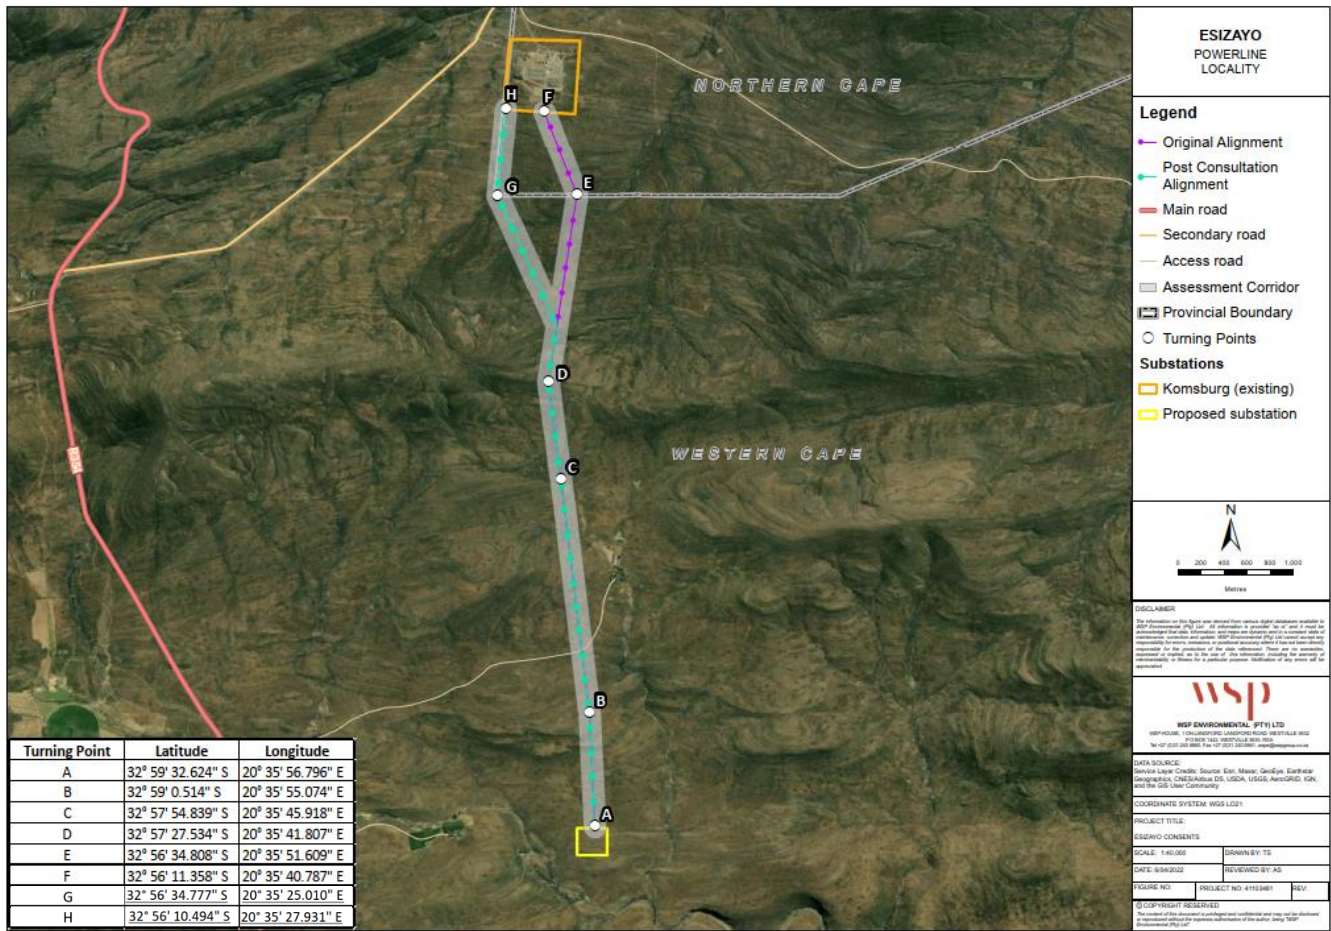 ESIZAYO
POWERLINE
LOCALITY
Legend
Original Alignment
Post Consultation
Alignment
Main road
Secondary road
Access road
Assessment Corridor
Provincial Boundary
Turning Points
Substations
Komsburg (existing)
Proposed substation
N
0 200 400 600 800 1,000
Metres
DISCLAIMER
wsp
WSP ENVIRONMENTAL (PTY) LTD
DATA SOURCE:
Service Layer Credits: Source: Esri, Maxar, GeoEye, Earthstar
Geographics, CNES/Airbus DS, USDA, USGS, AeroGRID, IGN,
and the GIS User Community
COORDINATE SYSTEM: WGS LO21
PROJECT TITLE:
ESIZAYO CONSENTS
SCALE: 1:40,000 DRAWN BY: TS
DATE: 6/04/2022 REVIEWED BY: AS
FIGURE NO: PROJECT NO: 41103481 REV:
© COPYRIGHT RESERVED
NORTHERN CAPE
WESTERN CAPE
R354
H
F
G
E
D
C
B
A
Turning Point Latitude Longitude
A 32° 59' 32.624" S 20° 35' 56.796" E
B 32° 59' 0.514" S 20° 35' 55.074" E
C 32° 57' 54.839" S 20° 35' 45.918" E
D 32° 57' 27.534" S 20° 35' 41.807" E
E 32° 56' 34.808" S 20° 35' 51.609" E
F 32° 56' 11.358" S 20° 35' 40.787" E
G 32° 56' 34.777" S 20° 35' 25.010" E
H 32° 56' 10.494" S 20° 35' 27.931" E